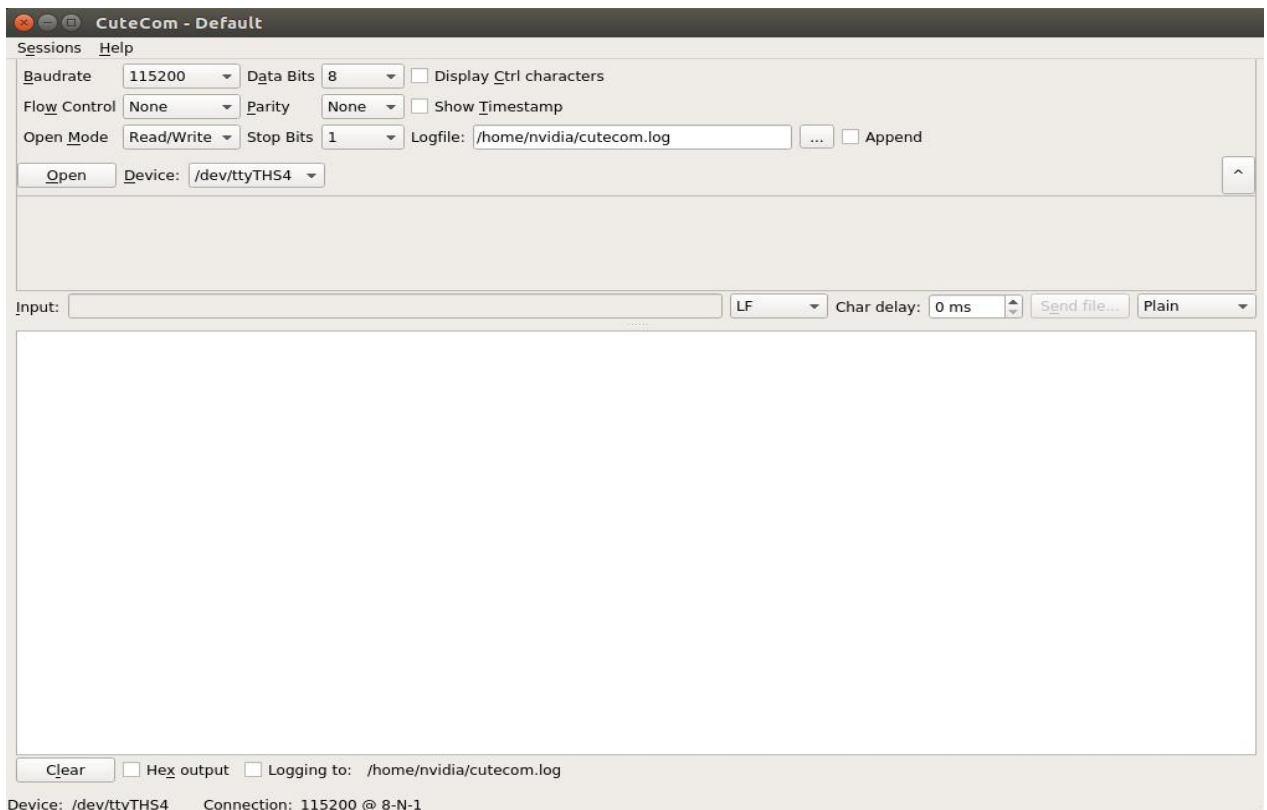 CuteCom - Default
Sessions Help
Baudrate 115200 Data Bits 8 Display Ctrl characters
Flow Control None Parity None Show Timestamp
Open Mode Read/Write Stop Bits 1 Logfile: /home/nvidia/cutecom.log ... Append
Open Device: /dev/ttyTHS4 ^
Input: LF Char delay: 0 ms Send file... Plain
Clear Hex output Logging to: /home/nvidia/cutecom.log
Device: /dev/ttyTHS4 Connection: 115200 @ 8-N-1